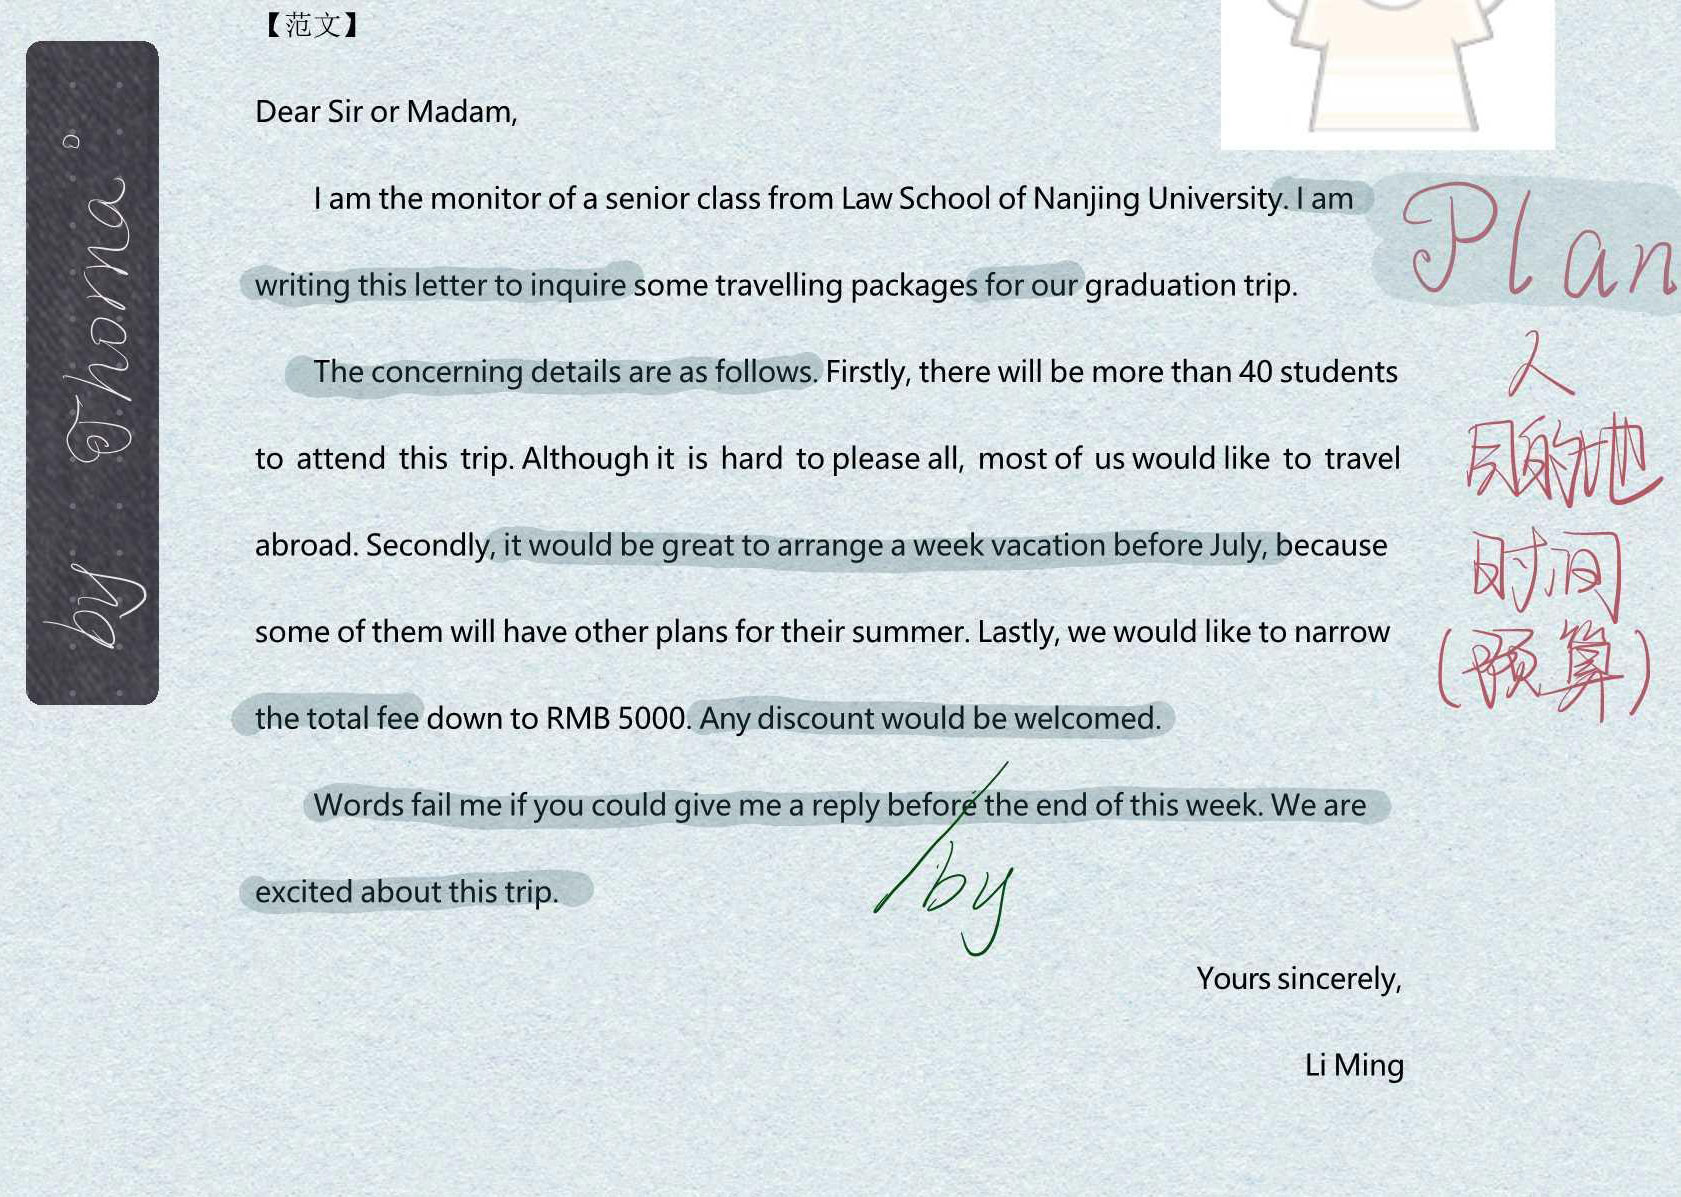 【范文】
Dear Sir or Madam,
I am the monitor of a senior class from Law School of Nanjing University. I am
writing this letter to inquire some travelling packages for our graduation trip.
The concerning details are as follows. Firstly, there will be more than 40 students
to attend this trip. Although it is hard to please all, most of us would like to travel
abroad. Secondly, it would be great to arrange a week vacation before July, because
some of them will have other plans for their summer. Lastly, we would like to narrow
the total fee down to RMB 5000. Any discount would be welcomed.
Words fail me if you could give me a reply before the end of this week. We are
excited about this trip.
Yours sincerely,
Li Ming
Plan
人
目的地
时间
(预算)
by
by Thoma。